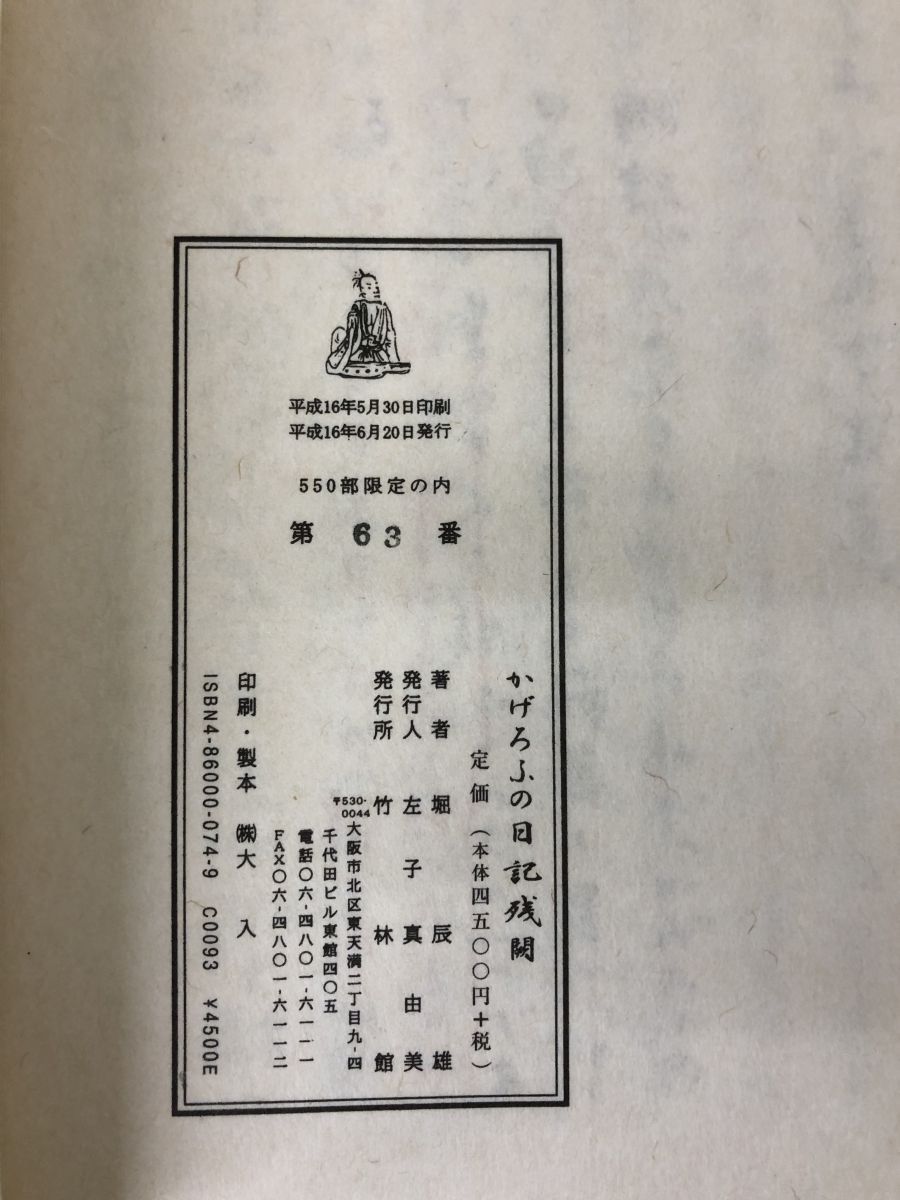 平成16年5月30日印刷
平成16年6月20日発行
550部限定の内
第 63 番
かげろふの日記残闕
定価(本体四五〇〇円+税)
著者 堀辰雄
発行人 左子真由美
発行所 竹林館
〒530-0044
大阪市北区東天満二丁目九-四
千代田ビル東館四〇五
電話〇六-四八〇一-六一一一
FAX〇六-四八〇一-六一一二
印刷・製本 ㈱大入
ISBN4-86000-074-9 C0093 ¥4500E